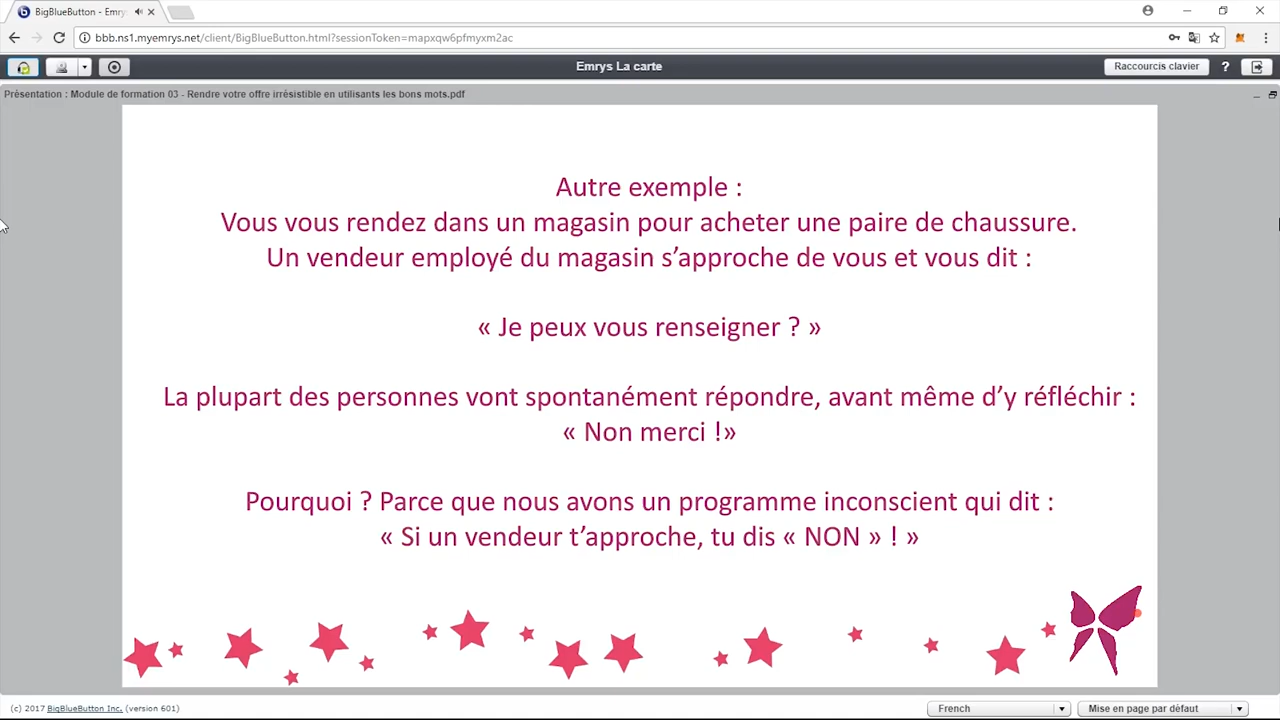 BigBlueButton - Emry
bbb.ns1.myemrys.net/client/BigBlueButton.html?sessionToken=mapxqw6pfmyxm2ac
Emrys La carte
Raccourcis clavier
?
Présentation : Module de formation 03 - Rendre votre offre irrésistible en utilisants les bons mots.pdf
Autre exemple :
Vous vous rendez dans un magasin pour acheter une paire de chaussure.
Un vendeur employé du magasin s’approche de vous et vous dit :
« Je peux vous renseigner ? »
La plupart des personnes vont spontanément répondre, avant même d’y réfléchir :
« Non merci !»
Pourquoi ? Parce que nous avons un programme inconscient qui dit :
« Si un vendeur t’approche, tu dis « NON » ! »
(c) 2017 BigBlueButton Inc. (version 601)
French
Mise en page par défaut